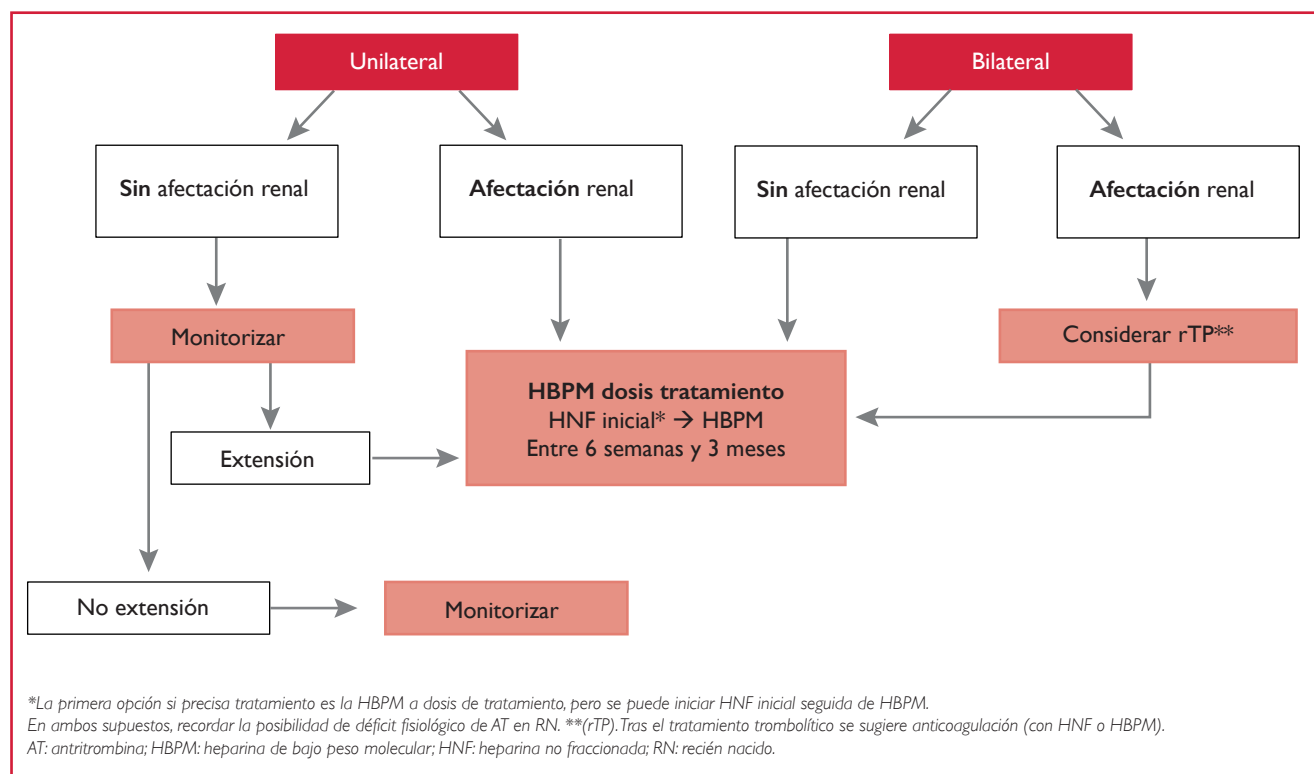 Unilateral
Bilateral
Sin afectación renal
Afectación renal
Sin afectación renal
Afectación renal
Monitorizar
Considerar rTP**
HBPM dosis tratamiento
HNF inicial* → HBPM
Entre 6 semanas y 3 meses
Extensión
No extensión
Monitorizar
*La primera opción si precisa tratamiento es la HBPM a dosis de tratamiento, pero se puede iniciar HNF inicial seguida de HBPM.
En ambos supuestos, recordar la posibilidad de déficit fisiológico de AT en RN. **(rTP). Tras el tratamiento trombolítico se sugiere anticoagulación (con HNF o HBPM).
AT: antritrombina; HBPM: heparina de bajo peso molecular; HNF: heparina no fraccionada; RN: recién nacido.